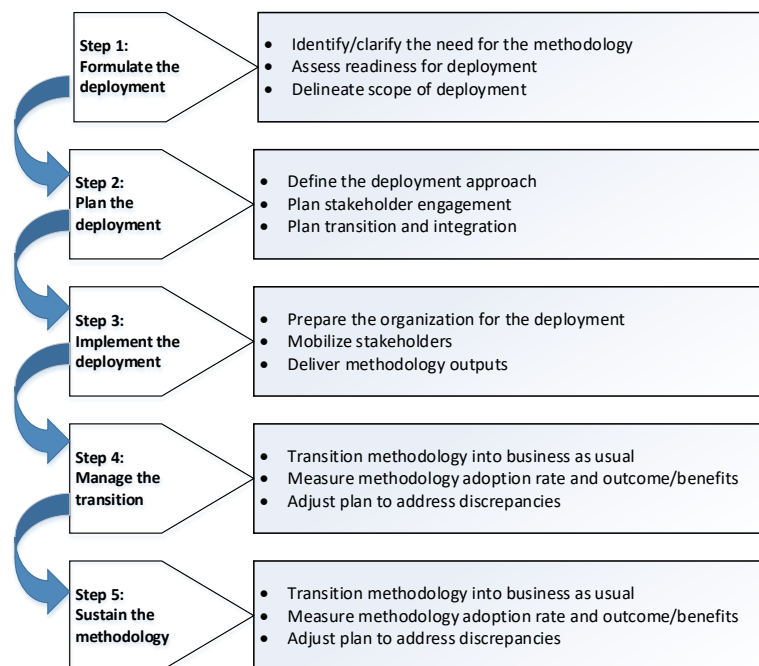 Step 1:
Formulate the
deployment
• Identify/clarify the need for the methodology
• Assess readiness for deployment
• Delineate scope of deployment
Step 2:
Plan the
deployment
• Define the deployment approach
• Plan stakeholder engagement
• Plan transition and integration
Step 3:
Implement the
deployment
• Prepare the organization for the deployment
• Mobilize stakeholders
• Deliver methodology outputs
Step 4:
Manage the
transition
• Transition methodology into business as usual
• Measure methodology adoption rate and outcome/benefits
• Adjust plan to address discrepancies
Step 5:
Sustain the
methodology
• Transition methodology into business as usual
• Measure methodology adoption rate and outcome/benefits
• Adjust plan to address discrepancies